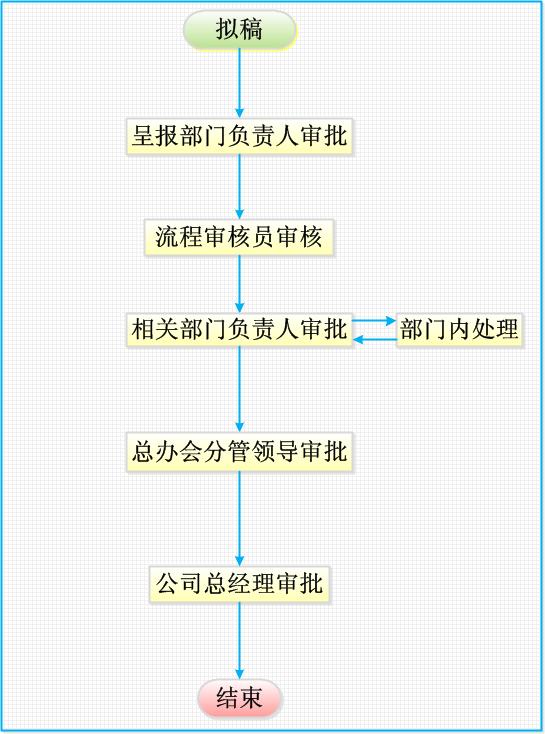 拟稿
呈报部门负责人审批
流程审核员审核
相关部门负责人审批
部门内处理
总办会分管领导审批
公司总经理审批
结束